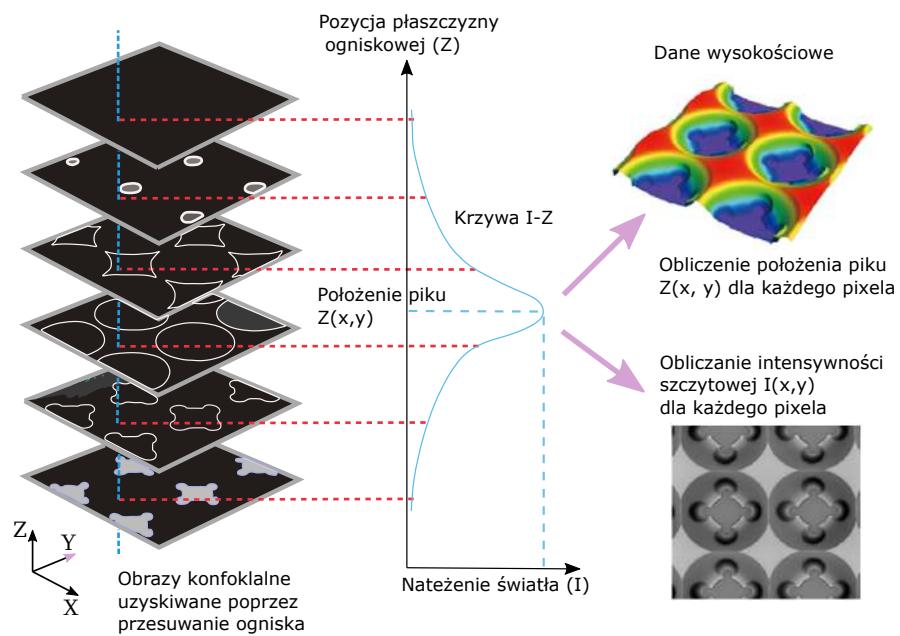 Pozycja płaszczyzny
ogniskowej (Z)
Dane wysokościowe
Krzywa I-Z
Położenie piku
Z(x,y)
Obliczenie położenia piku
Z(x, y) dla każdego pixela
Obliczanie intensywności
szczytowej I(x,y)
dla każdego pixela
Z
Y
X
Nateżenie światła (I)
Obrazy konfoklalne
uzyskiwane poprzez
przesuwanie ogniska